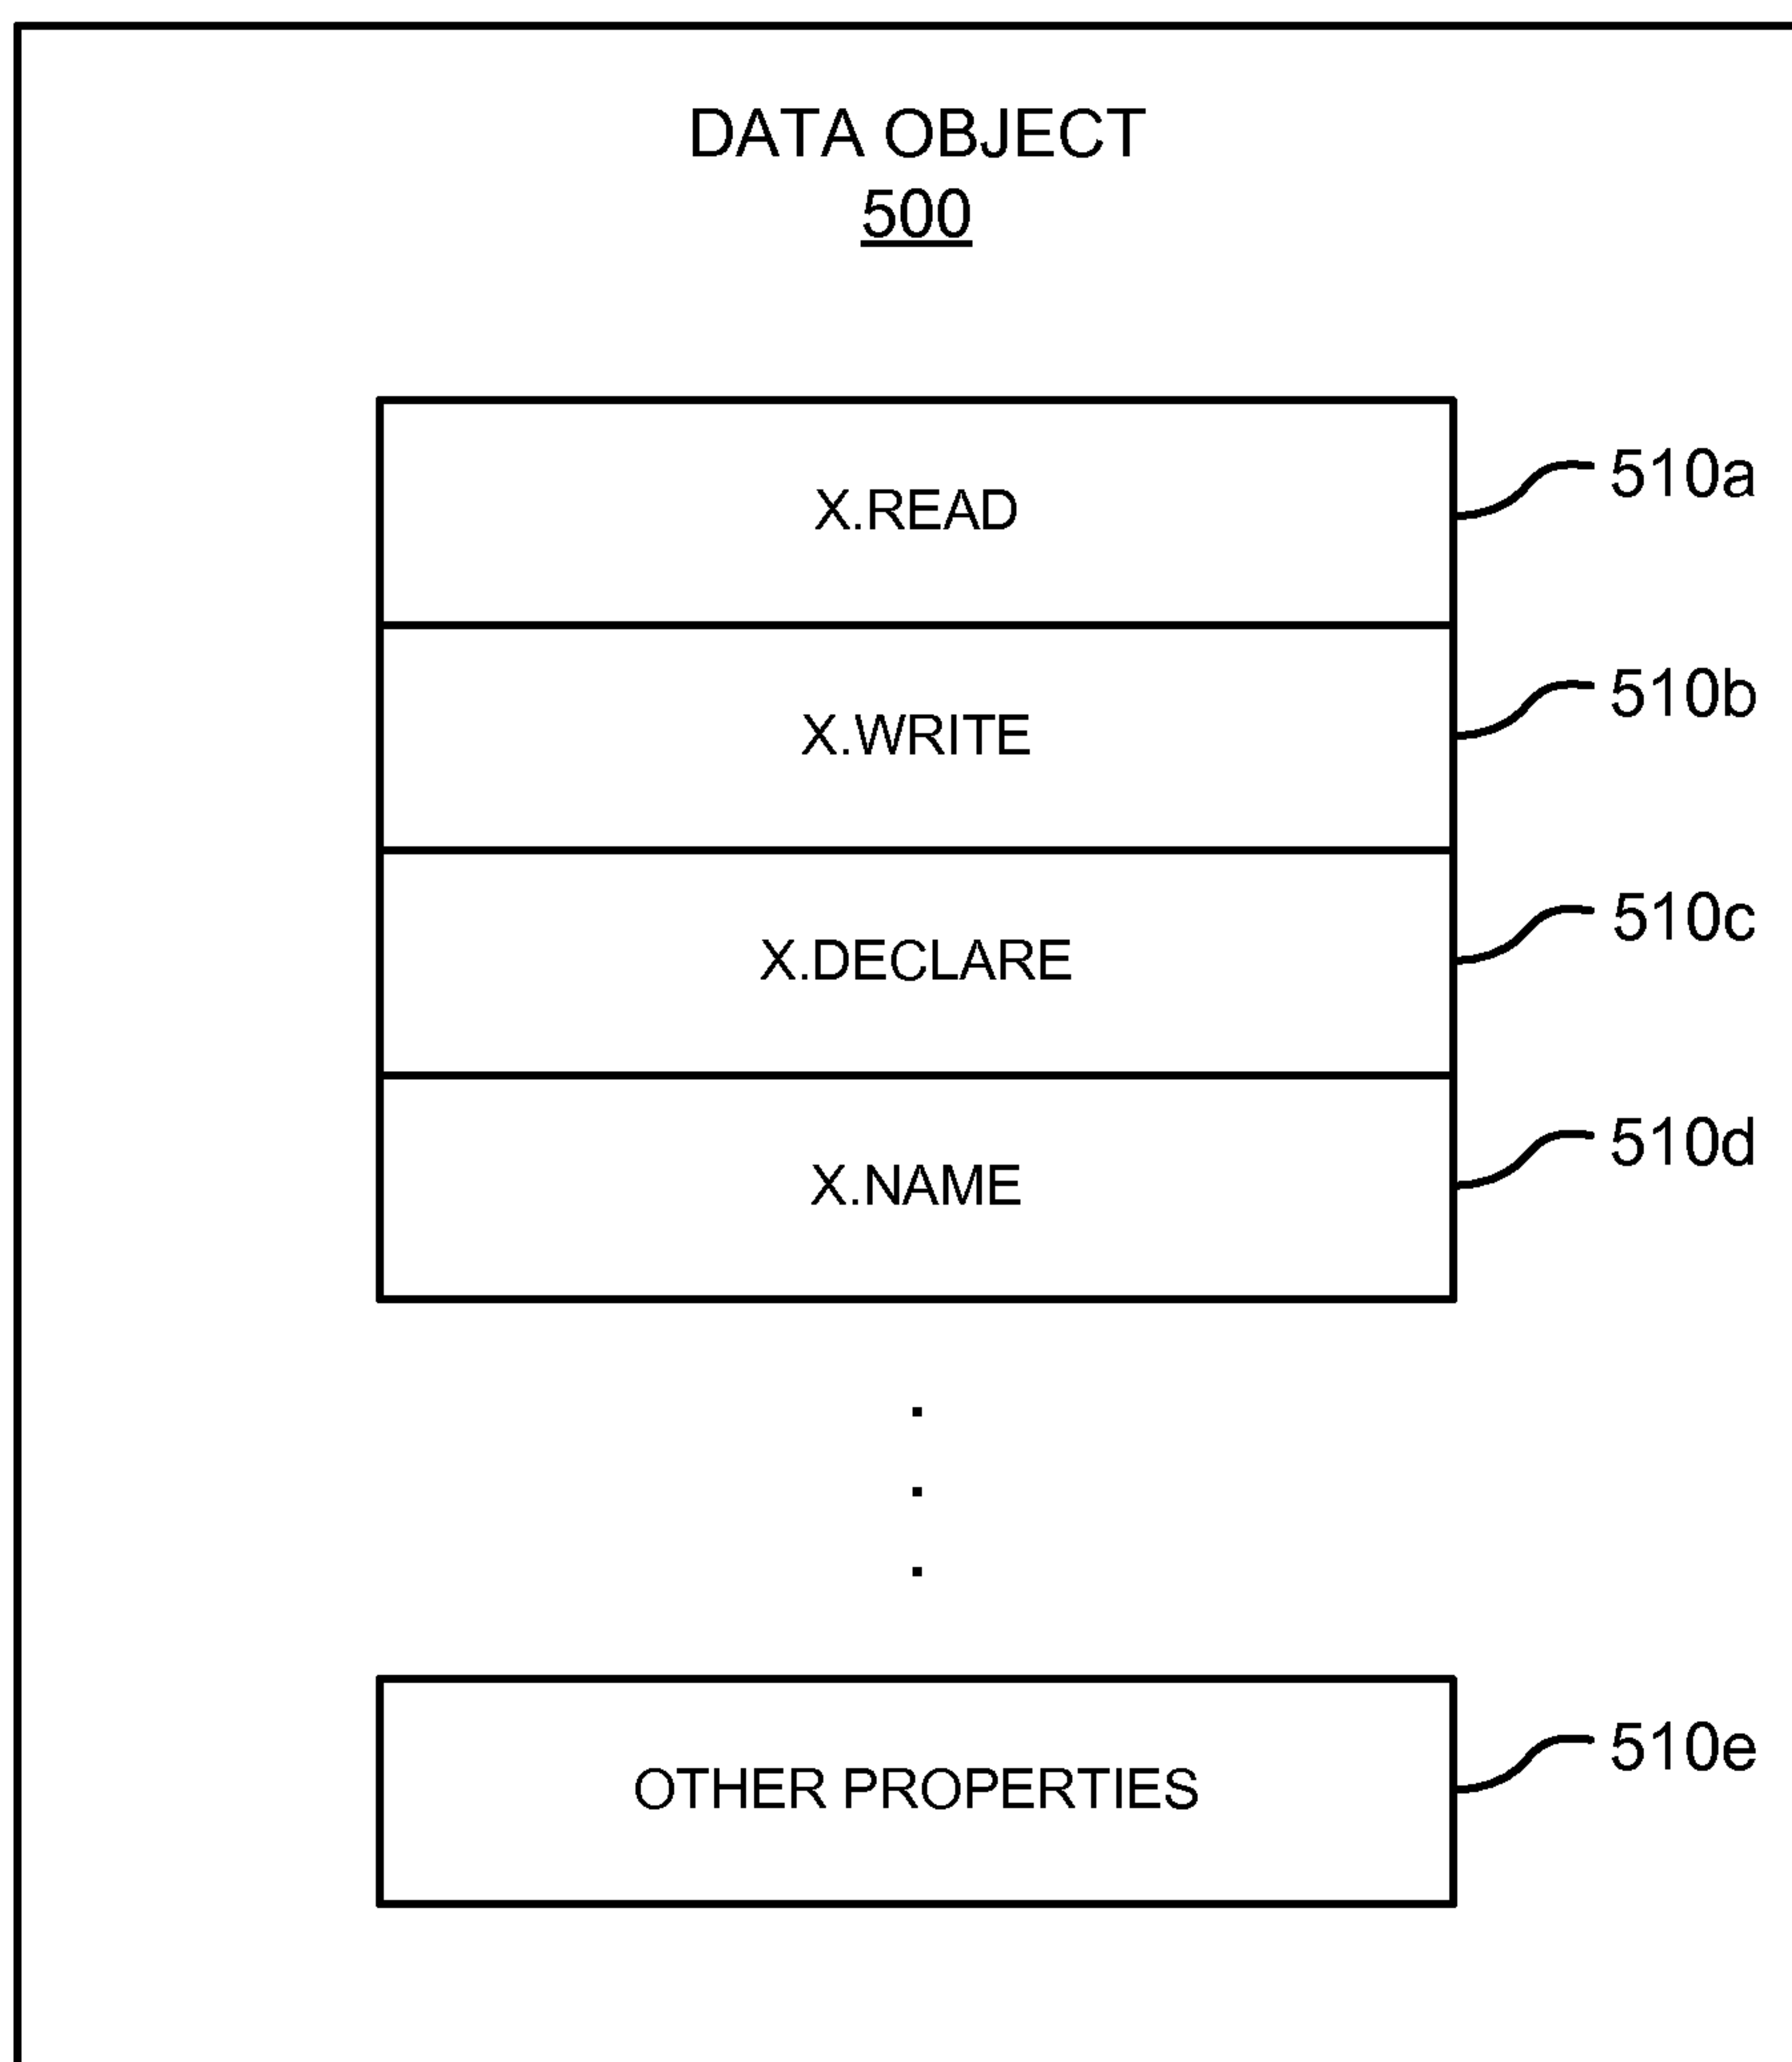 DATA OBJECT
500
X.READ
510a
X.WRITE
510b
X.DECLARE
510c
X.NAME
510d
OTHER PROPERTIES
510e